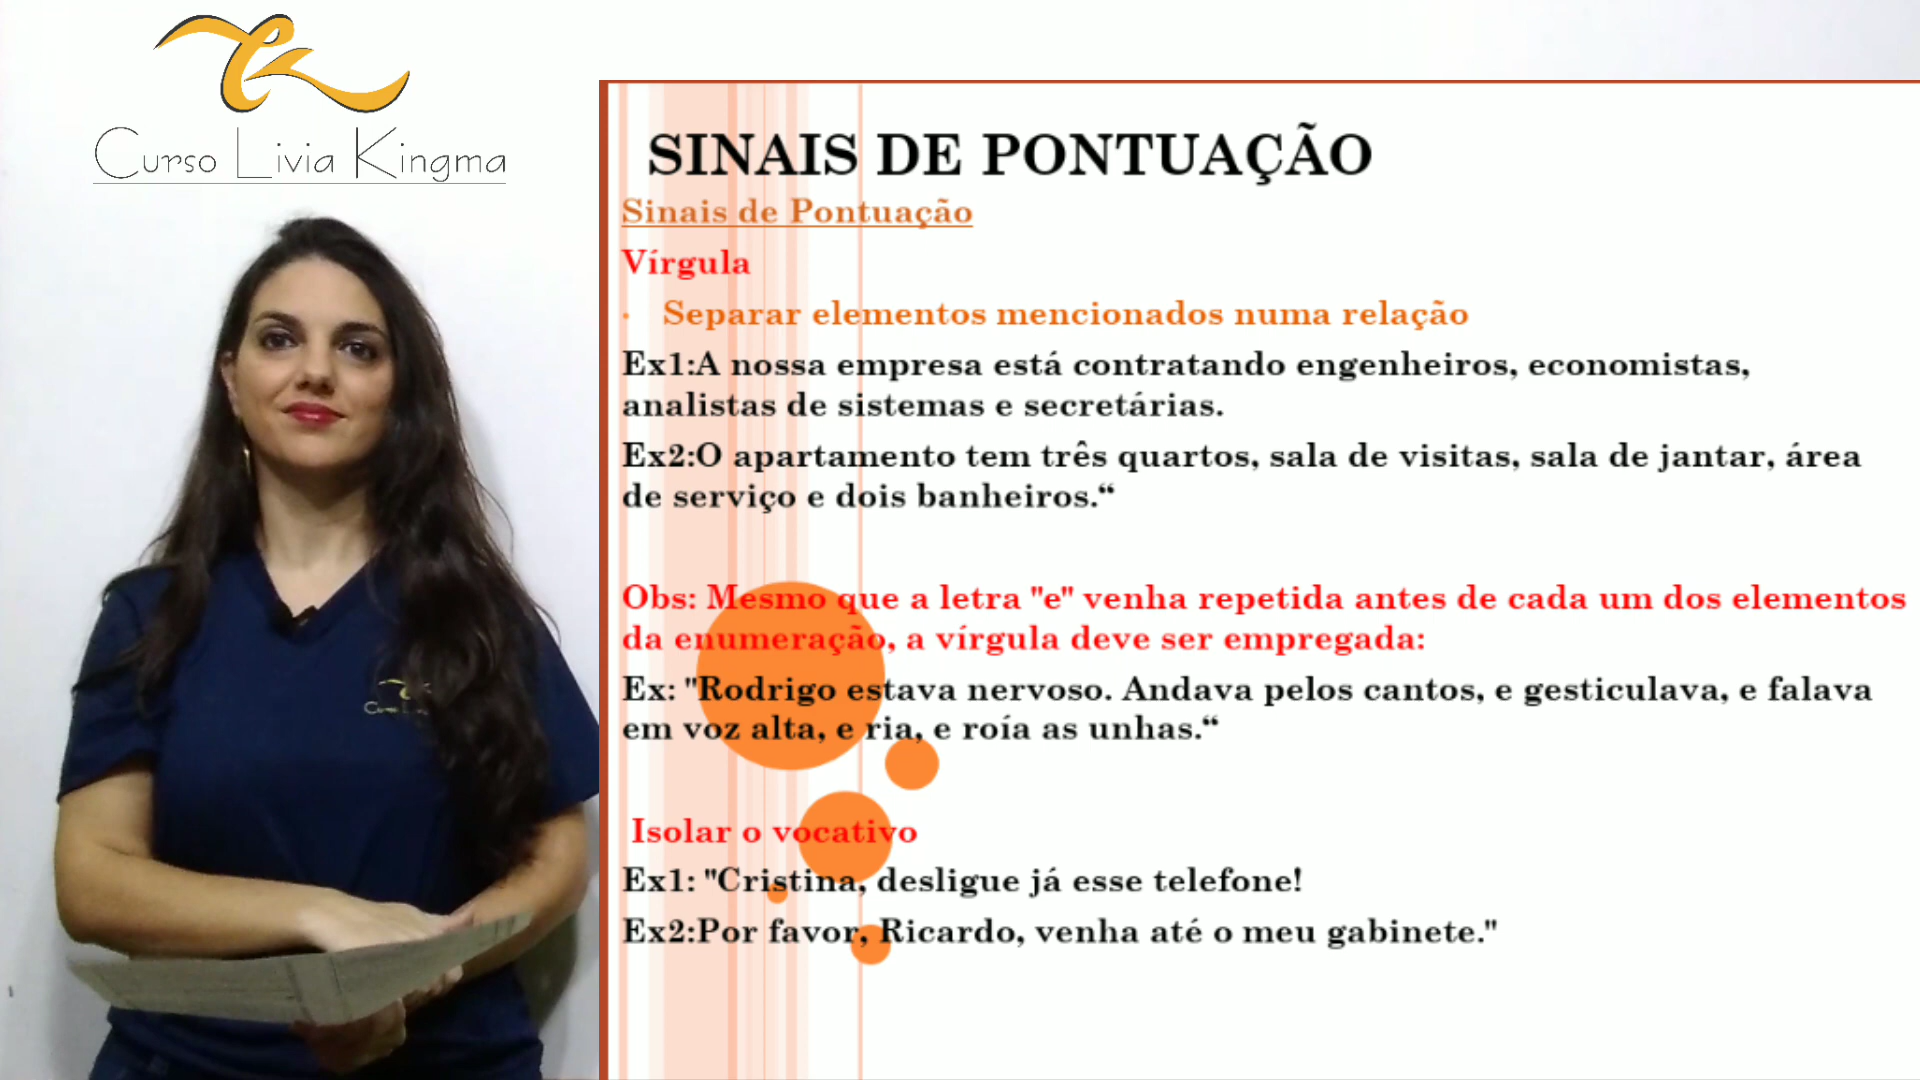 Curso Livia Kingma
SINAIS DE PONTUAÇÃO
Sinais de Pontuação
Vírgula
• Separar elementos mencionados numa relação
Ex1:A nossa empresa está contratando engenheiros, economistas,
analistas de sistemas e secretárias.
Ex2:O apartamento tem três quartos, sala de visitas, sala de jantar, área
de serviço e dois banheiros.“
Obs: Mesmo que a letra "e" venha repetida antes de cada um dos elementos
da enumeração, a vírgula deve ser empregada:
Ex: "Rodrigo estava nervoso. Andava pelos cantos, e gesticulava, e falava
em voz alta, e ria, e roía as unhas.“
Isolar o vocativo
Ex1: "Cristina, desligue já esse telefone!
Ex2:Por favor, Ricardo, venha até o meu gabinete."